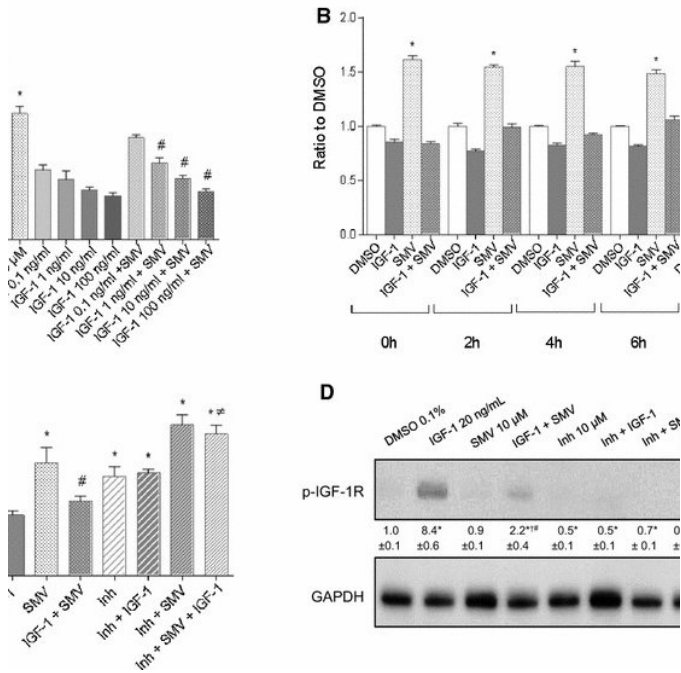 *
#
#
#
µM
0.1 ng/ml
IGF-1 1 ng/ml
IGF-1 10 ng/ml
IGF-1 100 ng/ml
IGF-1 0.1 ng/ml +SMV
IGF-1 1 ng/ml + SMV
IGF-1 10 ng/ml + SMV
IGF-1 100 ng/ml + SMV
B
Ratio to DMSO
2.0
1.5
1.0
0.5
0.0
* * * *
DMSO IGF-1 SMV IGF-1 + SMV DMSO IGF-1 SMV IGF-1 + SMV DMSO IGF-1 SMV IGF-1 + SMV DMSO IGF-1 SMV IGF-1 + SMV
0h 2h 4h 6h
* # * * * *≠
SMV
IGF-1 + SMV
Inh
Inh + IGF-1
Inh + SMV
Inh + SMV + IGF-1
D
DMSO 0.1%
IGF-1 20 ng/mL
SMV 10 µM
IGF-1 + SMV
Inh 10 µM
Inh + IGF-1
Inh + SM
p-IGF-1R
1.0 8.4* 0.9 2.2*†# 0.5* 0.5* 0.7* 0
±0.1 ±0.6 ±0.1 ±0.4 ±0.1 ±0.1 ± 0.1 ±
GAPDH